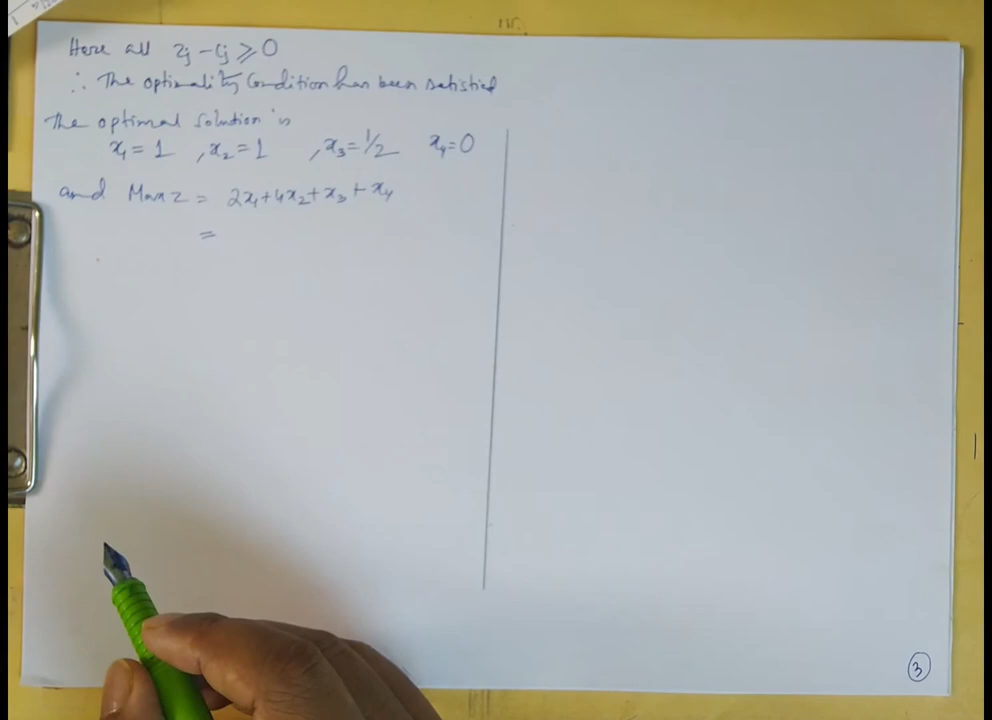 Here all Zj - Cj ≥ 0
∴ The optimality Condition has been satisfied
The optimal solution is
x₁ = 1 , x₂ = 1 , x₃ = 1/2 x₄ = 0
and Max Z = 2x₁ + 4x₂ + x₃ + x₄
=
3